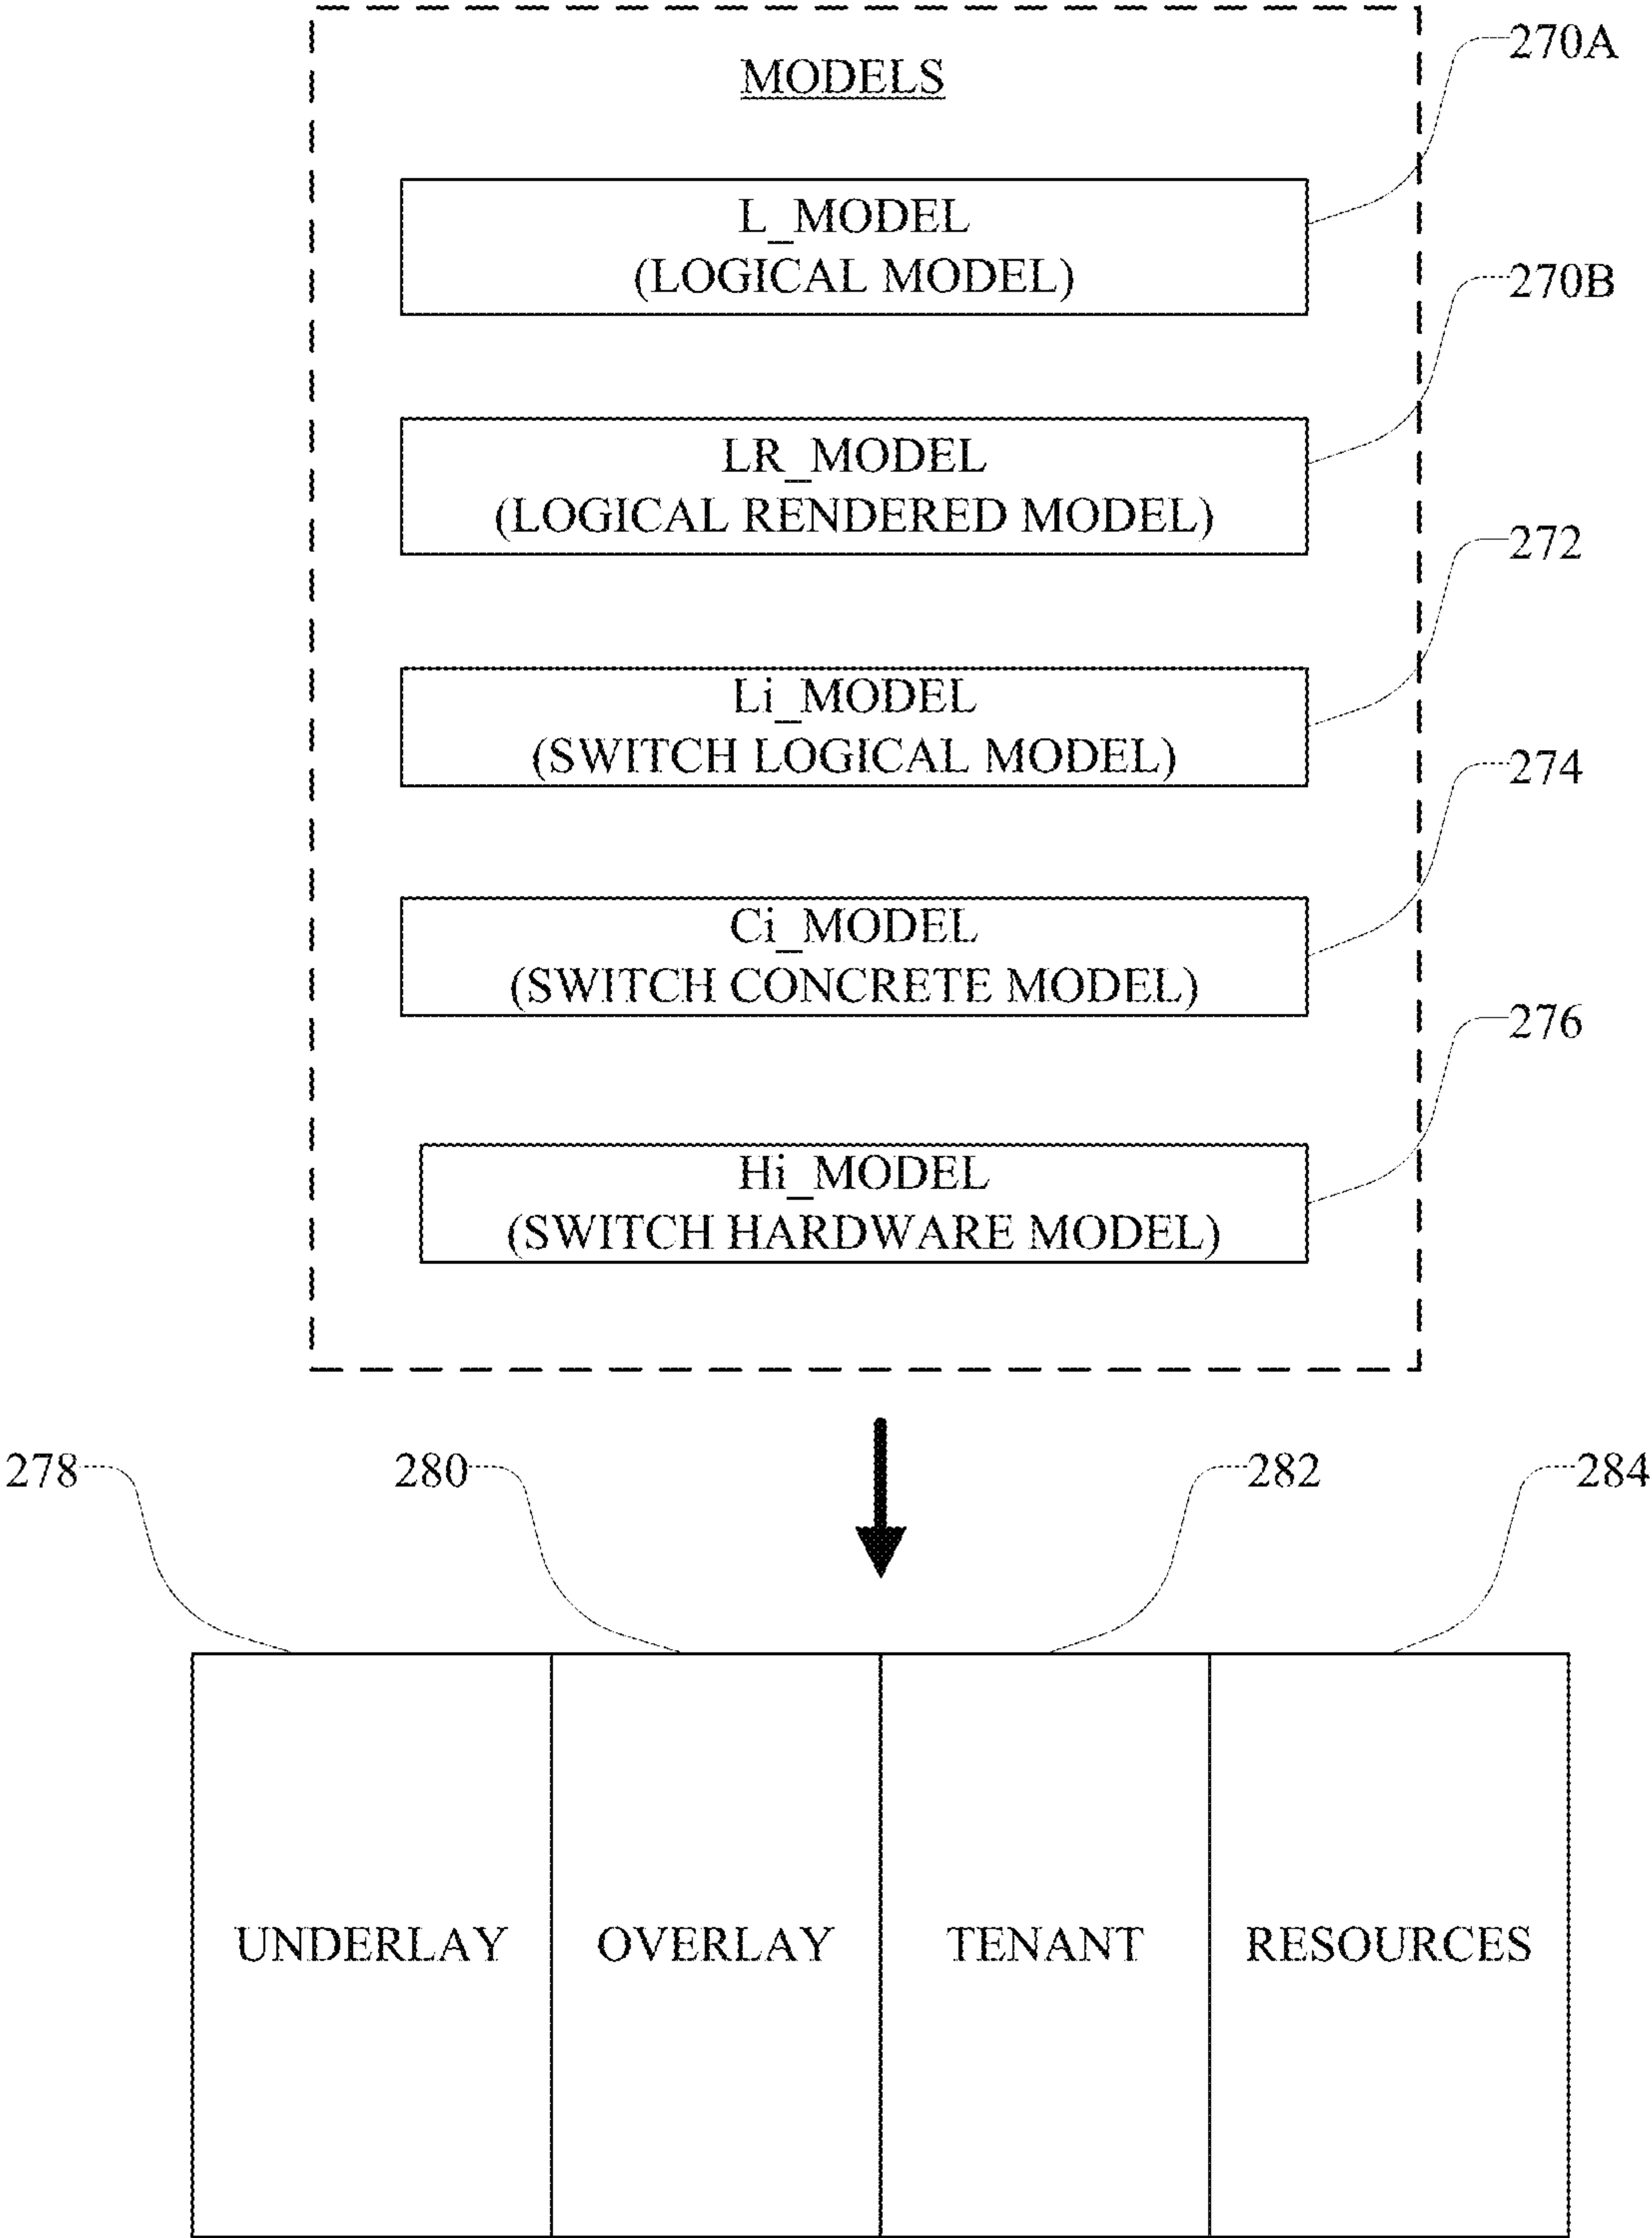 270A
MODELS
L_MODEL
(LOGICAL MODEL)
270B
LR_MODEL
(LOGICAL RENDERED MODEL)
272
Li_MODEL
(SWITCH LOGICAL MODEL)
274
Ci_MODEL
(SWITCH CONCRETE MODEL)
276
Hi_MODEL
(SWITCH HARDWARE MODEL)
278 280 282 284
UNDERLAY OVERLAY TENANT RESOURCES